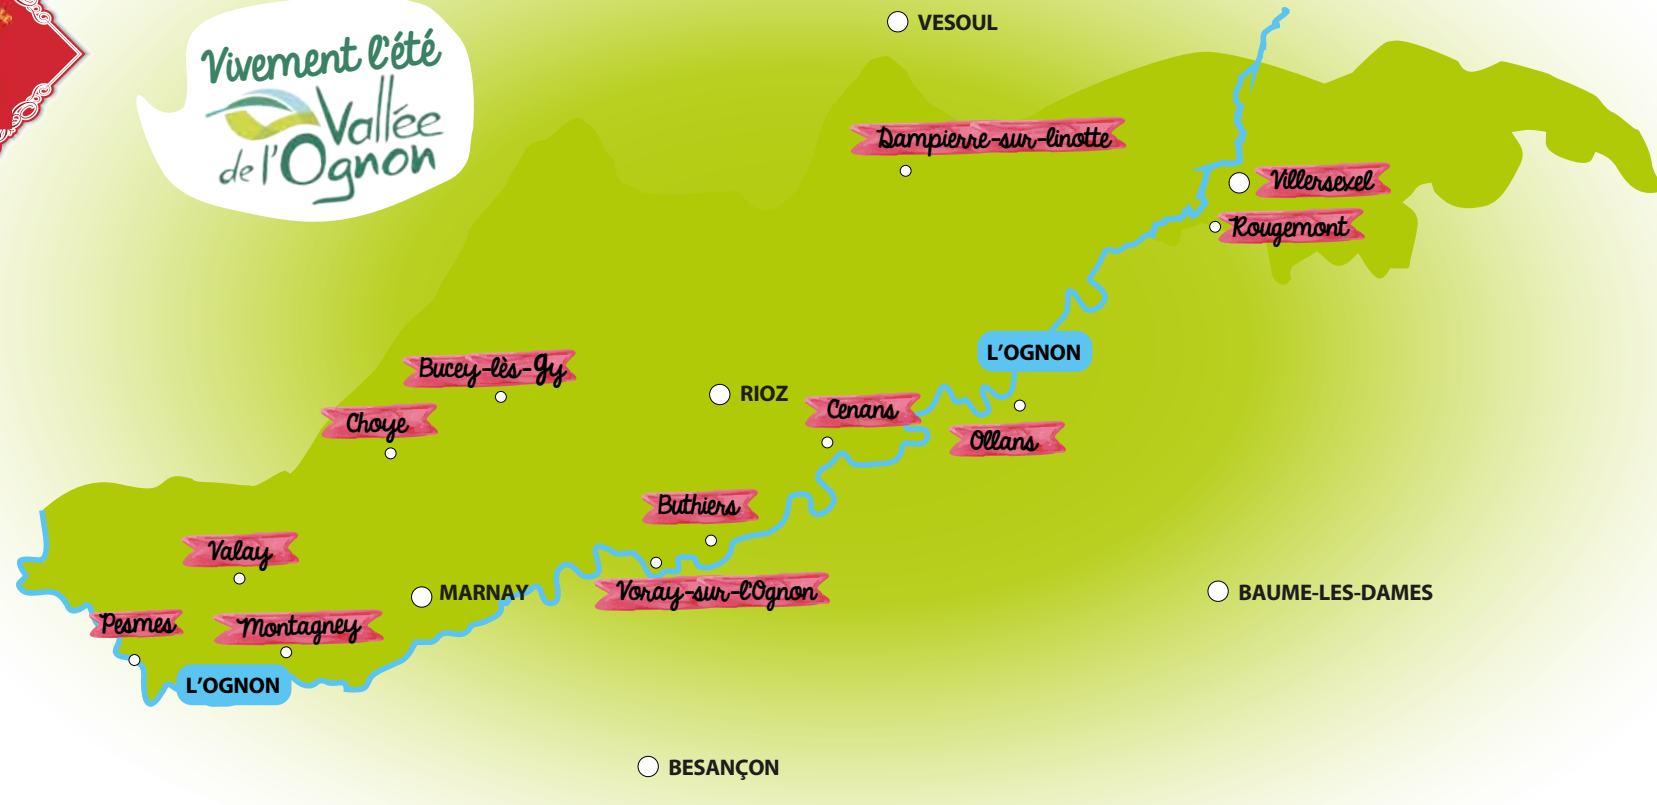 VESOUL
Vivement l'été
Vallée
de l'Ognon
Dampierre-sur-linotte
Villersexel
Rougemont
L'OGNON
Bucey-lès-gy
RIOZ
Choye
Cenans
Ollans
Buthiers
Valay
MARNAY
Voray-sur-l'Ognon
BAUME-LES-DAMES
Pesmes
Montagney
L'OGNON
BESANÇON